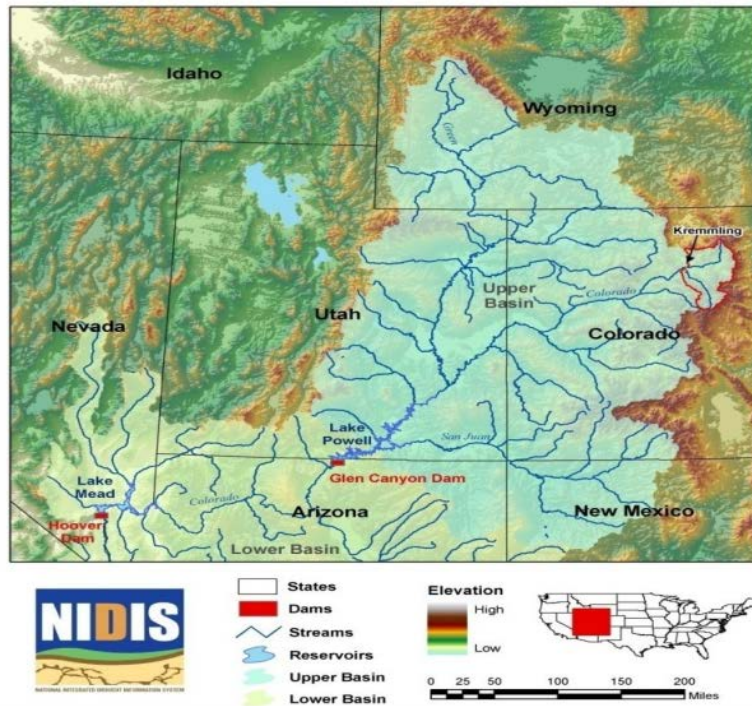 Idaho
Wyoming
Green
Kremmling
Upper
Basin
Colorado
Nevada
Utah
Colorado
Lake
Powell
San Juan
Lake
Mead
Glen Canyon Dam
Colorado
Arizona
New Mexico
Hoover
Dam
Lower Basin
NIDIS
NATIONAL INTEGRATED DROUGHT INFORMATION SYSTEM
States
Dams
Streams
Reservoirs
Upper Basin
Lower Basin
Elevation
High
Low
0 25 50 100 150 200
Miles